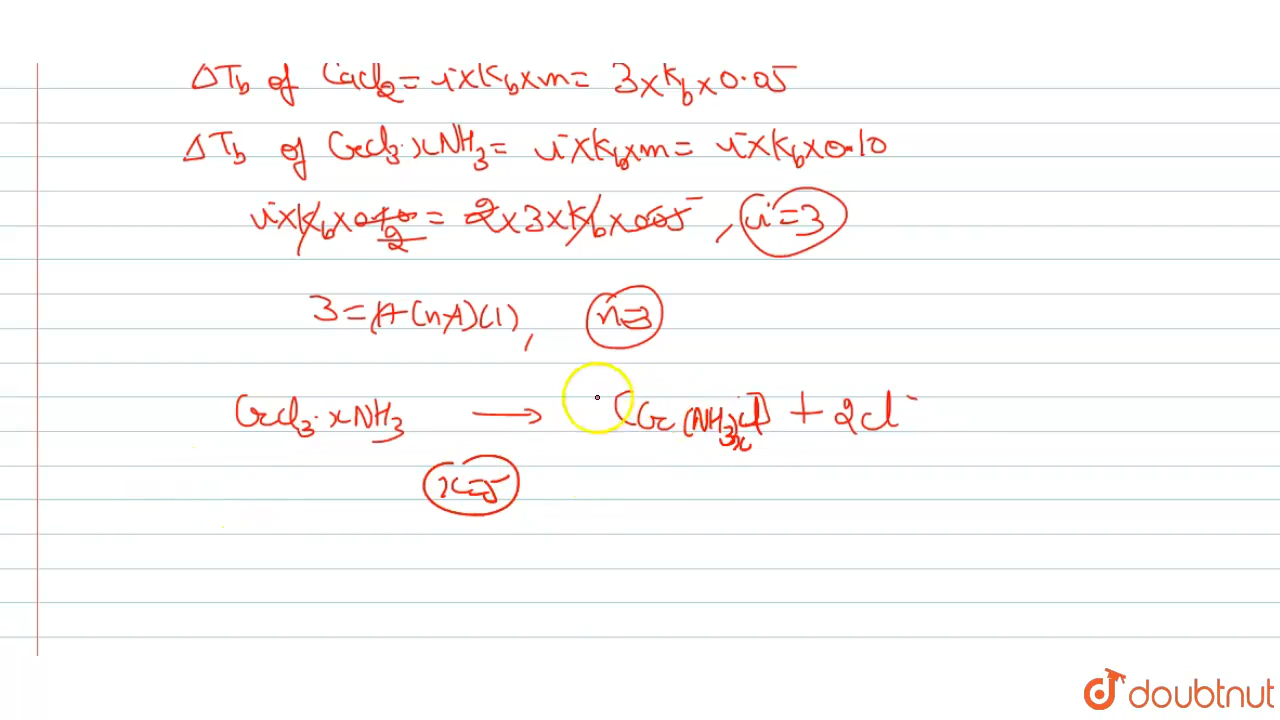 ΔTb of CaCl2 = i×Kb×m = 3×Kb×0.05
ΔTb of CrCl3·xNH3 = i×Kb×m = i×Kb×0.10
i×Kb×0.10 = 2×3×Kb×0.05, i=3
2
3=1+(n-1)(1), n=3
CrCl3·xNH3 → [Cr(NH3)xCl] + 2Cl⁻
x=5
doubtnut